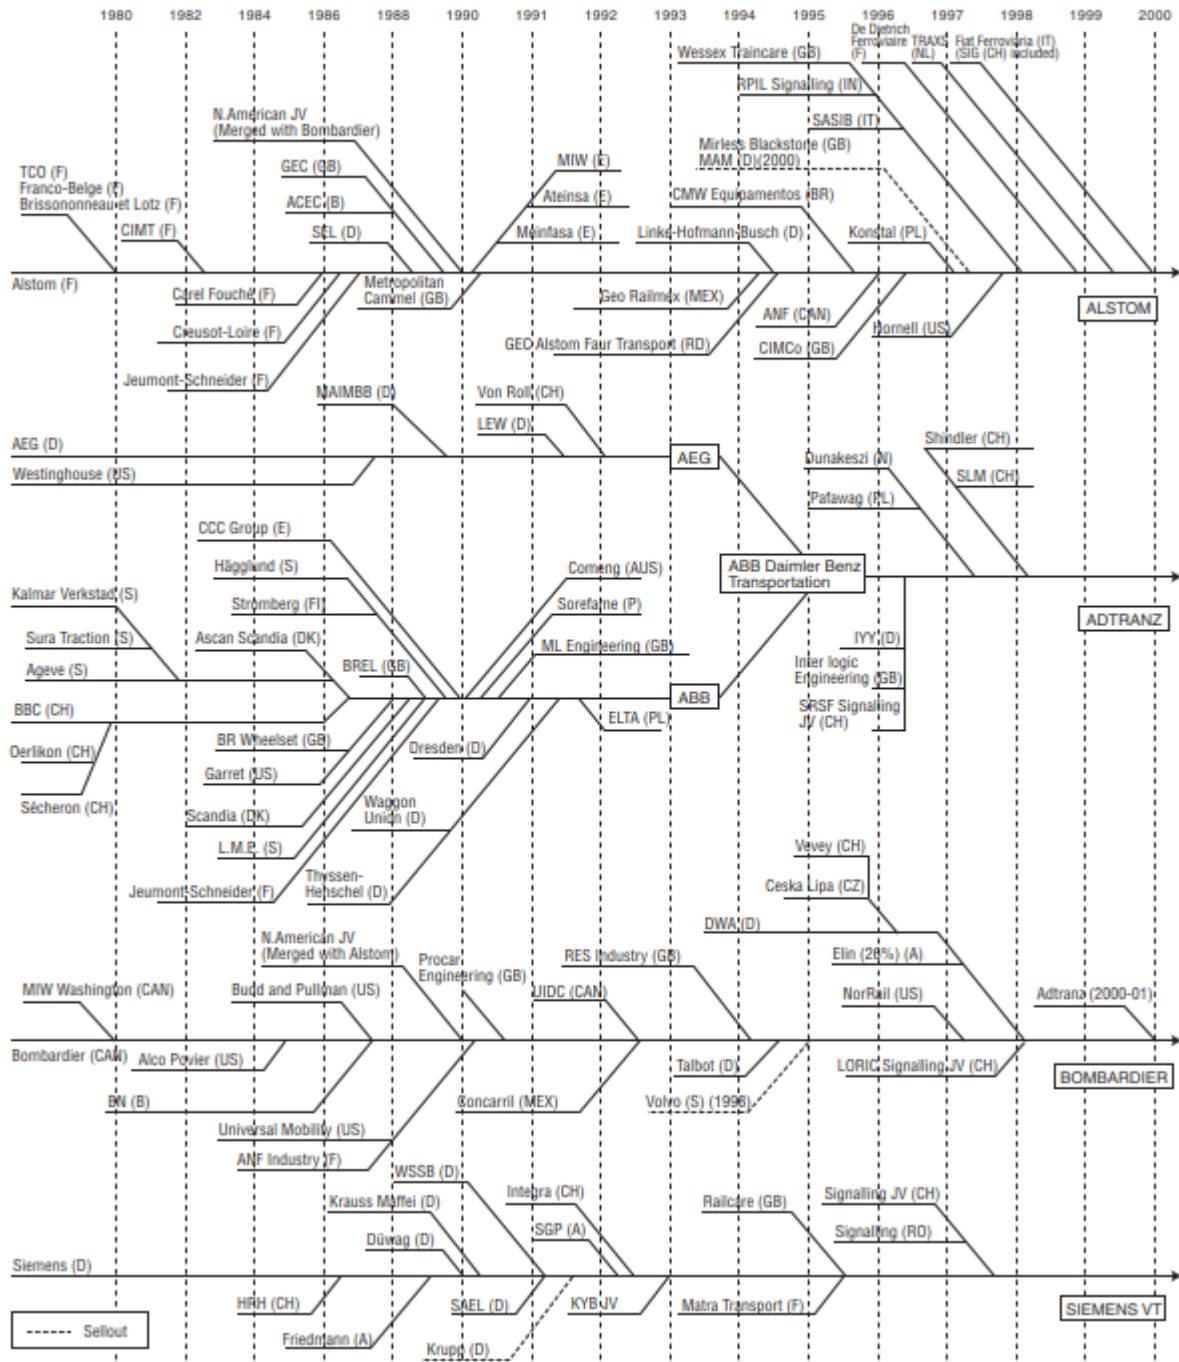 1980 1982 1984 1986 1988 1990 1991 1992 1993 1994 1995 1996 1997 1998 1999 2000
De Dietrich
Ferroviaire
(F)
TRAXS
(NL)
Fiat Ferroviaria (IT)
(SIG (CH) included)
Wessex Traincare (GB)
RPIL Signalling (IN)
SASIB (IT)
N.American JV
(Merged with Bombardier)
Mirless Blackstone (GB)
MAM (D)(2000)
TCO (F)
Franco-Belge (F)
Brissononneau et Lotz (F)
GEC (GB)
MIW (E)
ACEC (B)
Ateinsa (E)
CMW Equipamentos (BR)
CIMT (F)
SEL (D)
Meinfasa (E)
Linke-Hofmann-Busch (D)
Konstal (PL)
Alstom (F)
Carel Fouché (F)
Metropolitan
Cammel (GB)
Geo Railmex (MEX)
ANF (CAN)
ALSTOM
Creusot-Loire (F)
GEC Alstom Faur Transport (RD)
CIMCo (GB)
Hornell (US)
Jeumont-Schneider (F)
MAIMBB (D)
Von Roll (CH)
LEW (D)
AEG (D)
AEG
Shindler (CH)
Westinghouse (US)
Dunakeszi (N)
SLM (CH)
Pafawag (PL)
CCC Group (E)
Hägglund (S)
Comeng (AUS)
ABB Daimler Benz
Transportation
Kalmar Verkstad (S)
Stromberg (FI)
Sorefame (P)
ADTRANZ
Sura Traction (S)
Ascan Scandia (DK)
ML Engineering (GB)
IYY (D)
Ageve (S)
BREL (GB)
Inter logic
Engineering (GB)
ABB
BBC (CH)
ELTA (PL)
SRSF Signalling
JV (CH)
Oerlikon (CH)
BR Wheelset (GB)
Dresden (D)
Garret (US)
Sécheron (CH)
Scandia (DK)
Waggon
Union (D)
L.M.E. (S)
Vevey (CH)
Jeumont-Schneider (F)
Thyssen-
Henschel (D)
Ceska Lipa (CZ)
DWA (D)
N.American JV
(Merged with Alstom)
Procar
Engineering (GB)
RES Industry (GB)
Elin (26%) (A)
MIW Washington (CAN)
Budd and Pullman (US)
UIDC (CAN)
NorRail (US)
Adtranz (2000-01)
Bombardier (CAN)
Alco Povier (US)
Talbot (D)
LORIC Signalling JV (CH)
BOMBARDIER
BN (B)
Concarril (MEX)
Volvo (S) (1998)
Universal Mobility (US)
ANF Industry (F)
WSSB (D)
Krauss Maffei (D)
Integra (CH)
Railcare (GB)
Signalling JV (CH)
Düwag (D)
SGP (A)
Signalling (RO)
Siemens (D)
HRH (CH)
SAEL (D)
KYB JV
Matra Transport (F)
SIEMENS VT
Friedmann (A)
Krupp (D)
Sellout